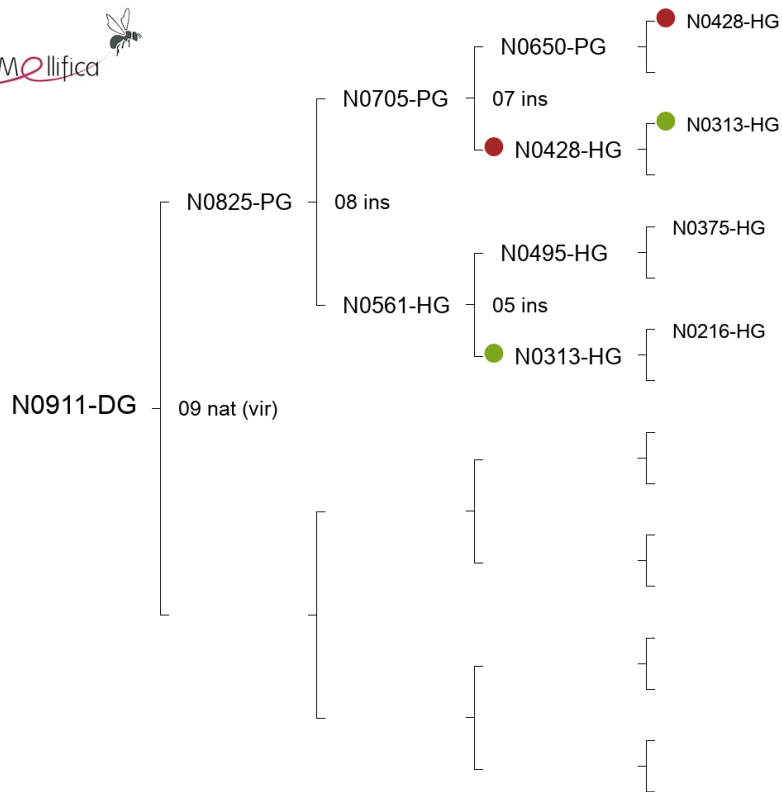 Mellifica
N0428-HG
N0650-PG
N0705-PG
07 ins
N0428-HG
N0313-HG
N0825-PG
08 ins
N0495-HG
N0375-HG
N0561-HG
05 ins
N0313-HG
N0216-HG
N0911-DG
09 nat (vir)